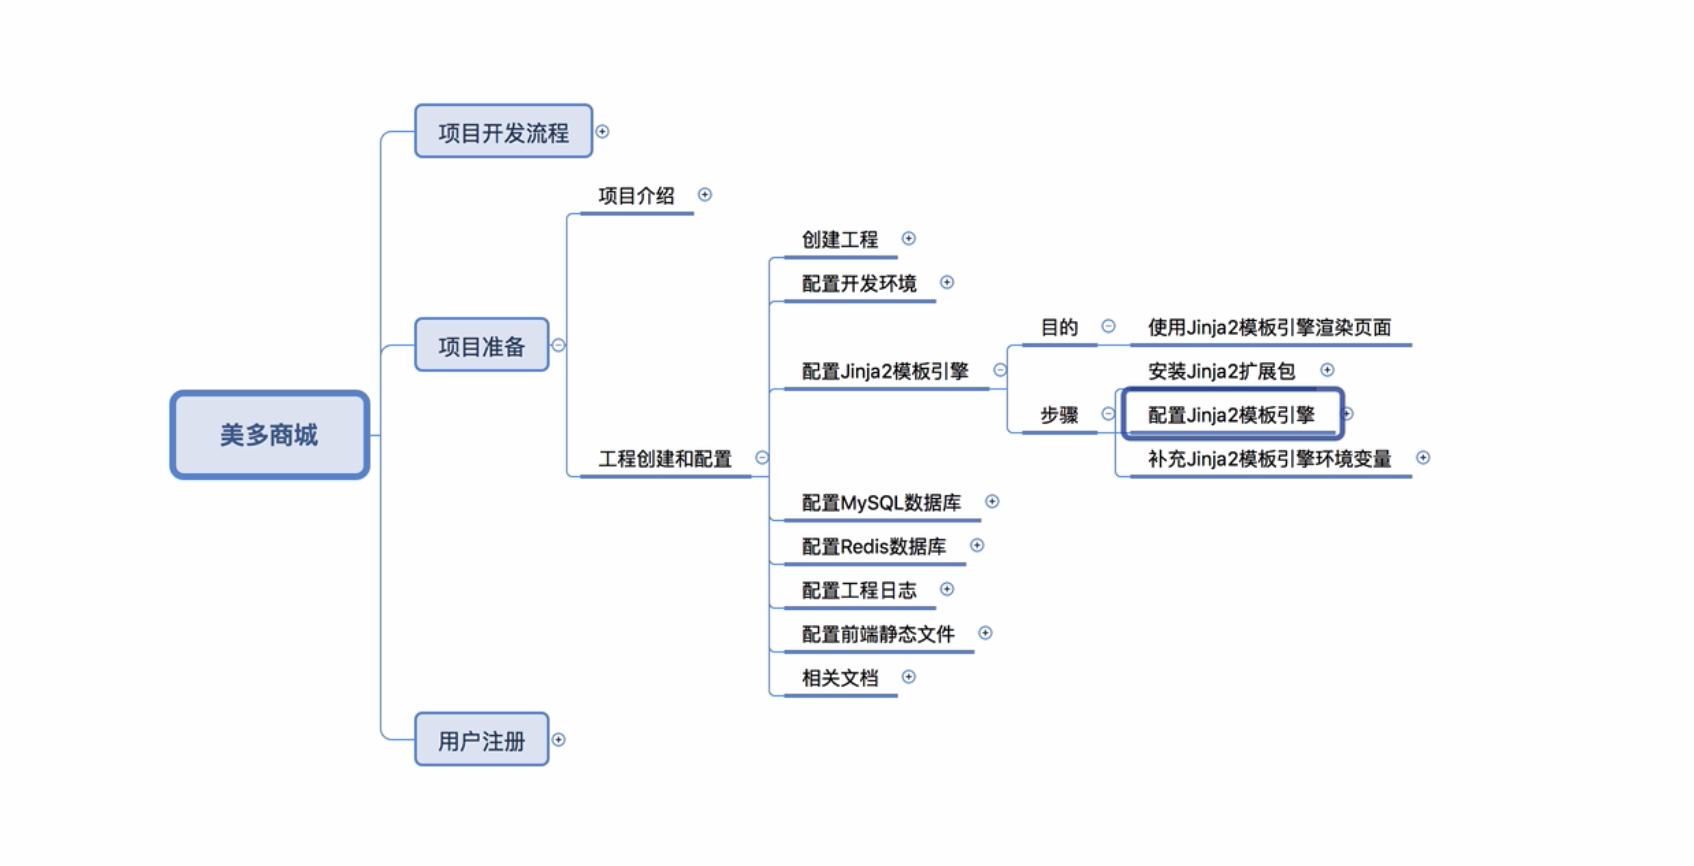 项目开发流程
项目介绍
创建工程
配置开发环境
目的
使用Jinja2模板引擎渲染页面
项目准备
配置Jinja2模板引擎
安装Jinja2扩展包
步骤
配置Jinja2模板引擎
美多商城
工程创建和配置
补充Jinja2模板引擎环境变量
配置MySQL数据库
配置Redis数据库
配置工程日志
配置前端静态文件
相关文档
用户注册